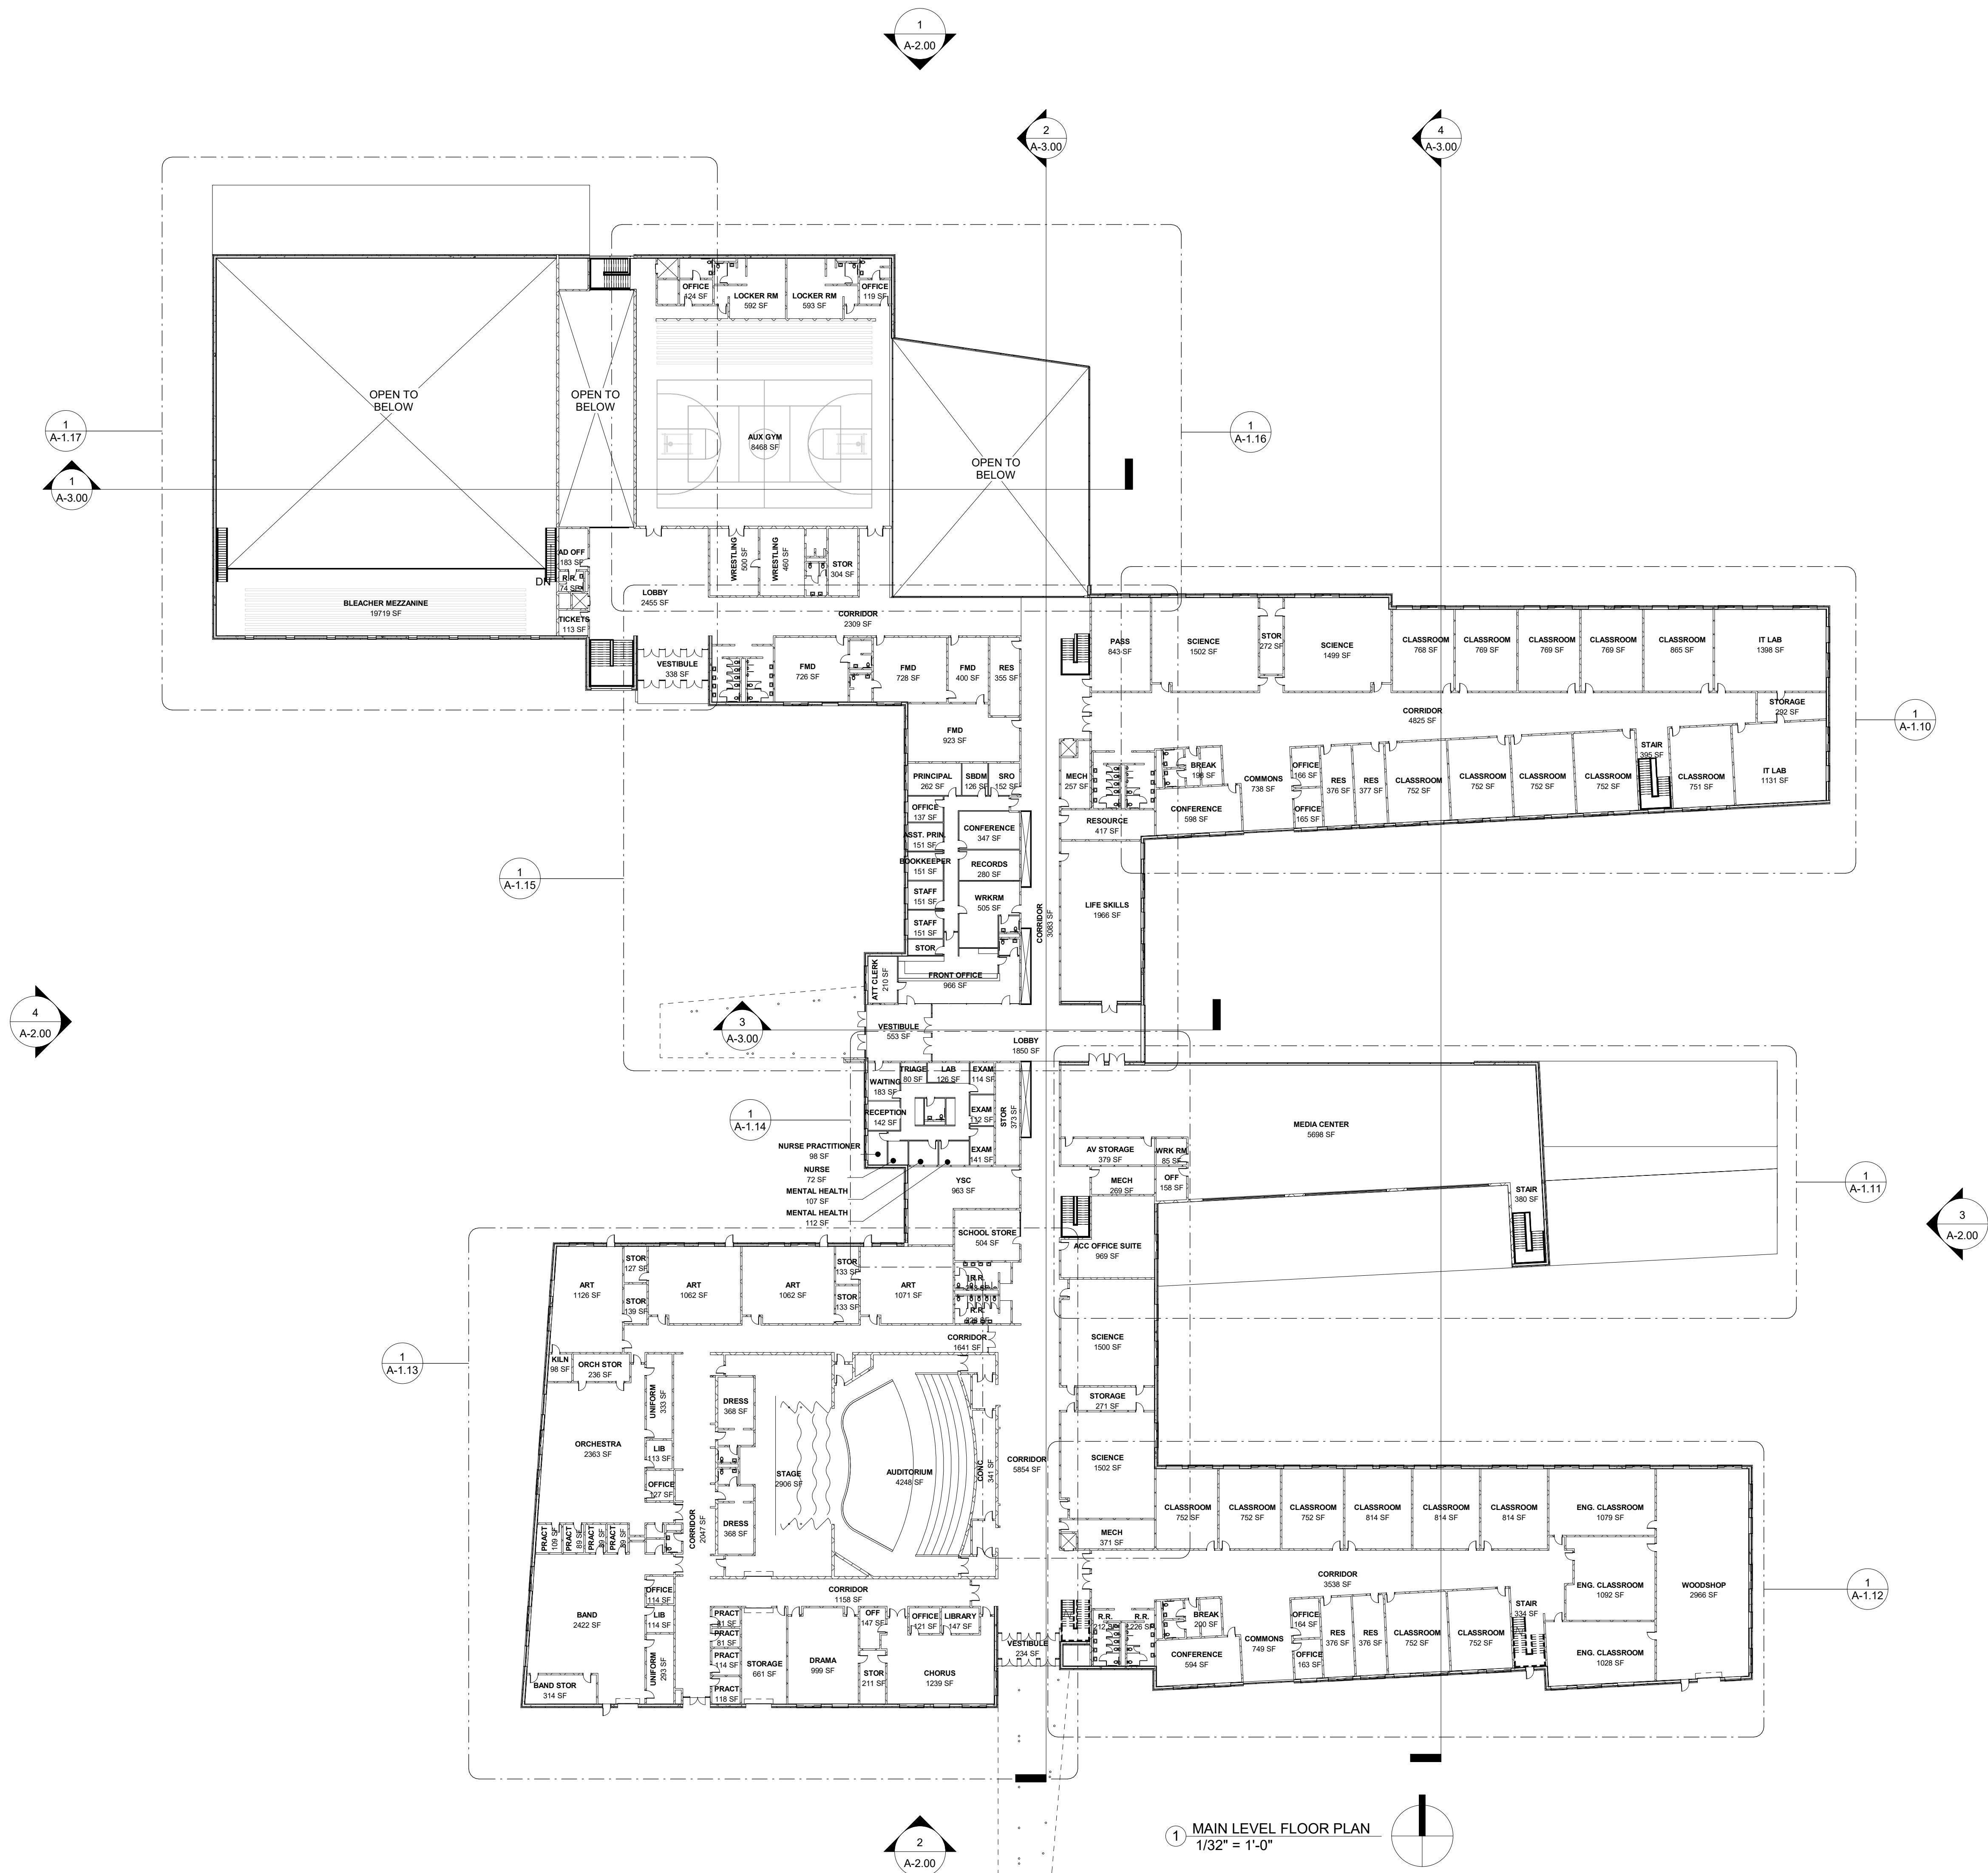 1
A-2.00
2
A-3.00
4
A-3.00
OFFICE
124 SF
LOCKER RM
592 SF
LOCKER RM
593 SF
OFFICE
119 SF
OPEN TO
BELOW
OPEN TO
BELOW
AUX GYM
8468 SF
OPEN TO
BELOW
1
A-1.17
1
A-1.16
1
A-3.00
AD OFF
183 SF
R.R.
74 SF
DN
TICKETS
113 SF
BLEACHER MEZZANINE
19719 SF
LOBBY
2455 SF
WRESTLING
500 SF
WRESTLING
460 SF
STOR
304 SF
CORRIDOR
2309 SF
VESTIBULE
338 SF
FMD
726 SF
FMD
728 SF
FMD
400 SF
RES
355 SF
FMD
923 SF
PASS
843 SF
SCIENCE
1502 SF
STOR
272 SF
SCIENCE
1499 SF
CLASSROOM
768 SF
CLASSROOM
769 SF
CLASSROOM
769 SF
CLASSROOM
769 SF
CLASSROOM
865 SF
IT LAB
1398 SF
STORAGE
292 SF
CORRIDOR
4825 SF
1
A-1.10
PRINCIPAL
262 SF
SBDM
126 SF
SRO
152 SF
MECH
257 SF
BREAK
198 SF
COMMONS
738 SF
OFFICE
166 SF
RES
376 SF
RES
377 SF
CLASSROOM
752 SF
CLASSROOM
752 SF
CLASSROOM
752 SF
CLASSROOM
752 SF
STAIR
395 SF
CLASSROOM
751 SF
IT LAB
1131 SF
OFFICE
165 SF
CONFERENCE
598 SF
RESOURCE
417 SF
OFFICE
137 SF
ASST. PRIN.
151 SF
BOOKKEEPER
151 SF
STAFF
151 SF
STAFF
151 SF
STOR
CONFERENCE
347 SF
RECORDS
280 SF
WRKRM
505 SF
1
A-1.15
LIFE SKILLS
1966 SF
CORRIDOR
3083 SF
ATT CLERK
210 SF
FRONT OFFICE
966 SF
4
A-2.00
3
A-3.00
VESTIBULE
553 SF
LOBBY
1850 SF
WAITING
183 SF
TRIAGE
80 SF
LAB
126 SF
EXAM
114 SF
RECEPTION
142 SF
EXAM
112 SF
EXAM
141 SF
STOR
373 SF
1
A-1.14
NURSE PRACTITIONER
98 SF
NURSE
72 SF
MENTAL HEALTH
107 SF
MENTAL HEALTH
112 SF
YSC
963 SF
SCHOOL STORE
504 SF
MEDIA CENTER
5698 SF
AV STORAGE
379 SF
WRK RM
85 SF
MECH
269 SF
OFF
158 SF
STAIR
380 SF
1
A-1.11
3
A-2.00
ACC OFFICE SUITE
969 SF
ART
1126 SF
STOR
127 SF
STOR
139 SF
ART
1062 SF
ART
1062 SF
STOR
133 SF
STOR
133 SF
ART
1071 SF
R.R.
R.R.
CORRIDOR
1641 SF
1
A-1.13
KILN
98 SF
ORCH STOR
236 SF
UNIFORM
333 SF
DRESS
368 SF
ORCHESTRA
2363 SF
LIB
113 SF
OFFICE
127 SF
STAGE
2906 SF
AUDITORIUM
4248 SF
CONC.
341 SF
CORRIDOR
5854 SF
SCIENCE
1500 SF
STORAGE
271 SF
SCIENCE
1502 SF
DRESS
368 SF
CORRIDOR
2047 SF
PRACT
109 SF
PRACT
89 SF
PRACT
89 SF
PRACT
89 SF
MECH
371 SF
CLASSROOM
752 SF
CLASSROOM
752 SF
CLASSROOM
752 SF
CLASSROOM
814 SF
CLASSROOM
814 SF
CLASSROOM
814 SF
ENG. CLASSROOM
1079 SF
ENG. CLASSROOM
1092 SF
WOODSHOP
2966 SF
ENG. CLASSROOM
1028 SF
CORRIDOR
3538 SF
1
A-1.12
BAND
2422 SF
OFFICE
114 SF
LIB
114 SF
UNIFORM
293 SF
BAND STOR
314 SF
CORRIDOR
1158 SF
PRACT
81 SF
PRACT
81 SF
PRACT
114 SF
PRACT
118 SF
STORAGE
661 SF
DRAMA
999 SF
OFF
147 SF
OFFICE
121 SF
LIBRARY
147 SF
STOR
211 SF
CHORUS
1239 SF
VESTIBULE
234 SF
R.R.
212 SF
R.R.
226 SF
BREAK
200 SF
CONFERENCE
594 SF
COMMONS
749 SF
OFFICE
164 SF
OFFICE
163 SF
RES
376 SF
RES
376 SF
CLASSROOM
752 SF
CLASSROOM
752 SF
STAIR
334 SF
2
A-2.00
1
MAIN LEVEL FLOOR PLAN
1/32" = 1'-0"